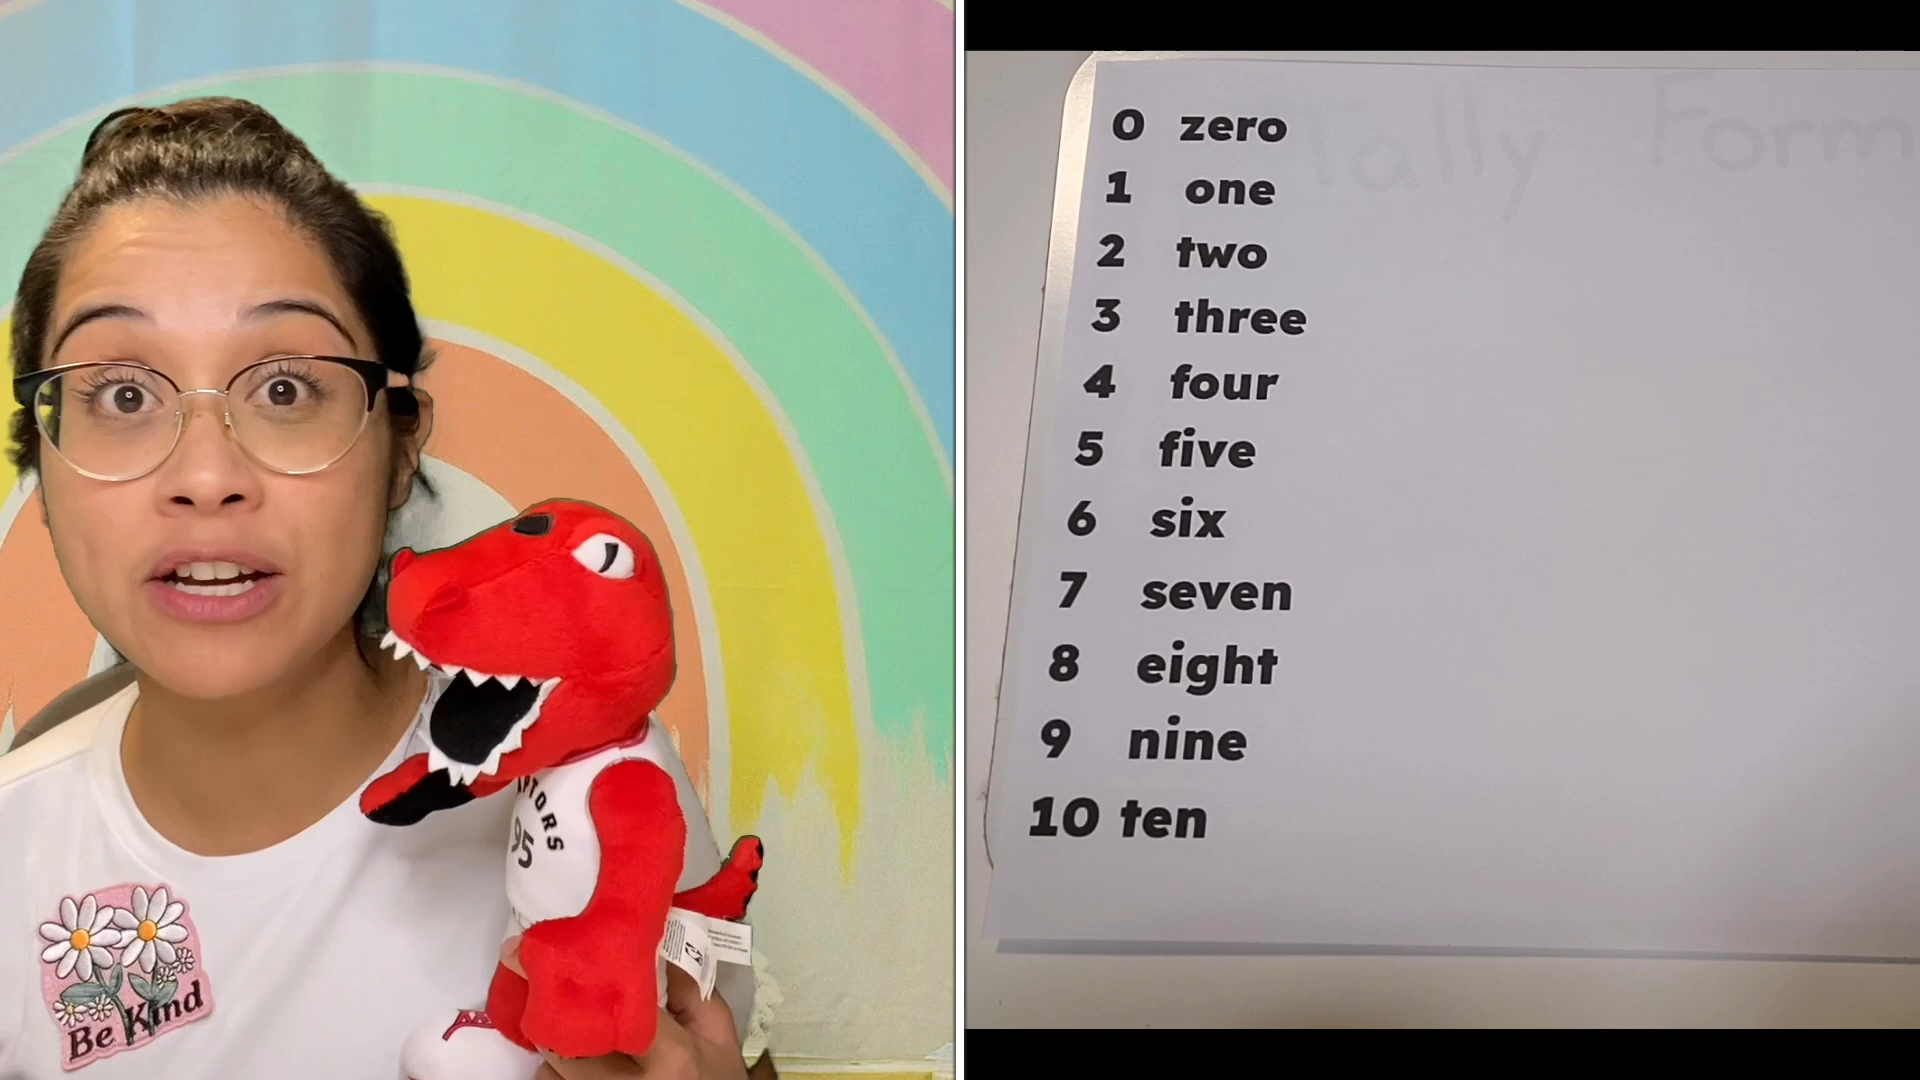 Be Kind
APTORS
95
Tally Form
0 zero
1 one
2 two
3 three
4 four
5 five
6 six
7 seven
8 eight
9 nine
10 ten